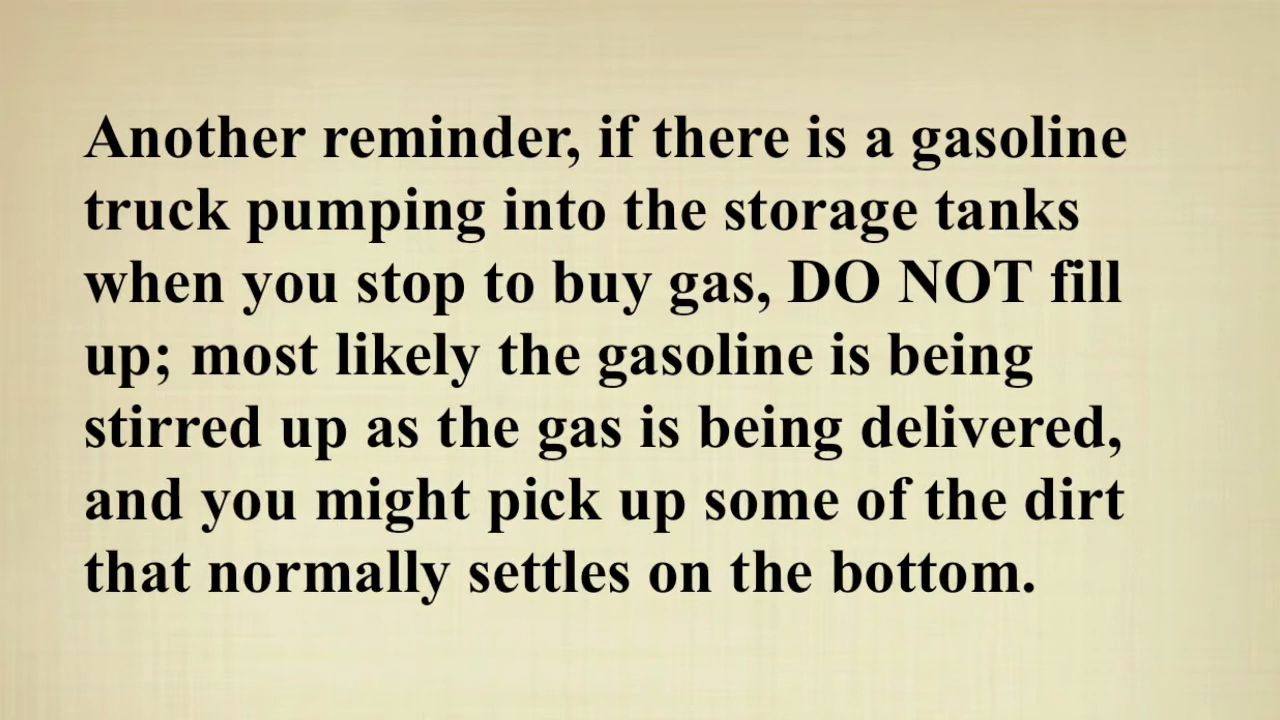 Another reminder, if there is a gasoline
truck pumping into the storage tanks
when you stop to buy gas, DO NOT fill
up; most likely the gasoline is being
stirred up as the gas is being delivered,
and you might pick up some of the dirt
that normally settles on the bottom.